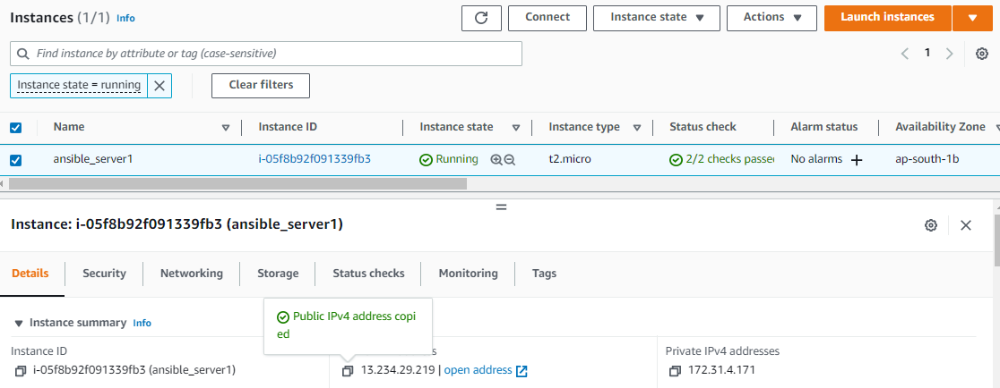 Instances (1/1) Info Connect Instance state Actions Launch instances
Find instance by attribute or tag (case-sensitive) 1
Instance state = running Clear filters
Name Instance ID Instance state Instance type Status check Alarm status Availability Zone
ansible_server1 i-05f8b92f091339fb3 Running t2.micro 2/2 checks passed No alarms + ap-south-1b
Instance: i-05f8b92f091339fb3 (ansible_server1)
Details Security Networking Storage Status checks Monitoring Tags
Public IPv4 address copi
ed
Instance summary Info
Instance ID s Private IPv4 addresses
i-05f8b92f091339fb3 (ansible_server1) 13.234.29.219 | open address 172.31.4.171